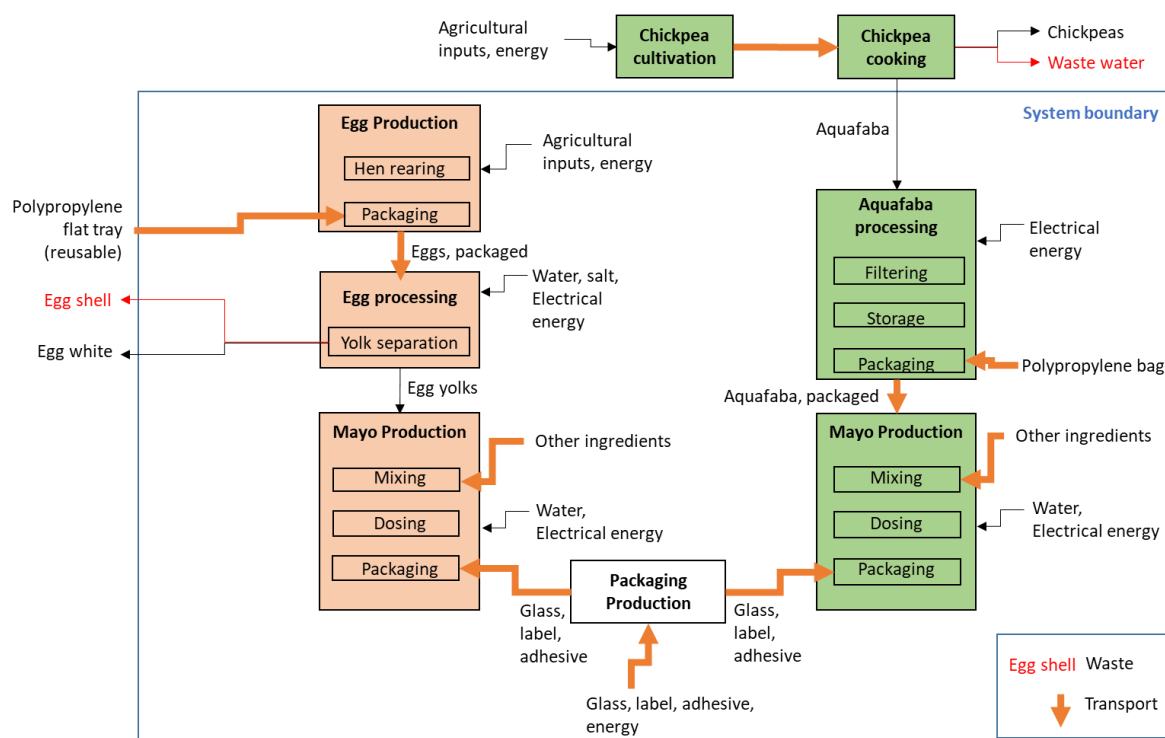 Agricultural
inputs, energy
Chickpea
cultivation
Chickpea
cooking
Chickpeas
Waste water
System boundary
Aquafaba
Egg Production
Hen rearing
Packaging
Agricultural
inputs, energy
Polypropylene
flat tray
(reusable)
Eggs, packaged
Egg processing
Yolk separation
Water, salt,
Electrical
energy
Egg shell
Egg white
Egg yolks
Aquafaba
processing
Filtering
Storage
Packaging
Electrical
energy
Polypropylene bag
Aquafaba, packaged
Mayo Production
Mixing
Dosing
Packaging
Other ingredients
Water,
Electrical energy
Mayo Production
Mixing
Dosing
Packaging
Other ingredients
Water,
Electrical energy
Packaging
Production
Glass,
label,
adhesive
Glass,
label,
adhesive
Glass, label, adhesive,
energy
Egg shell Waste
Transport